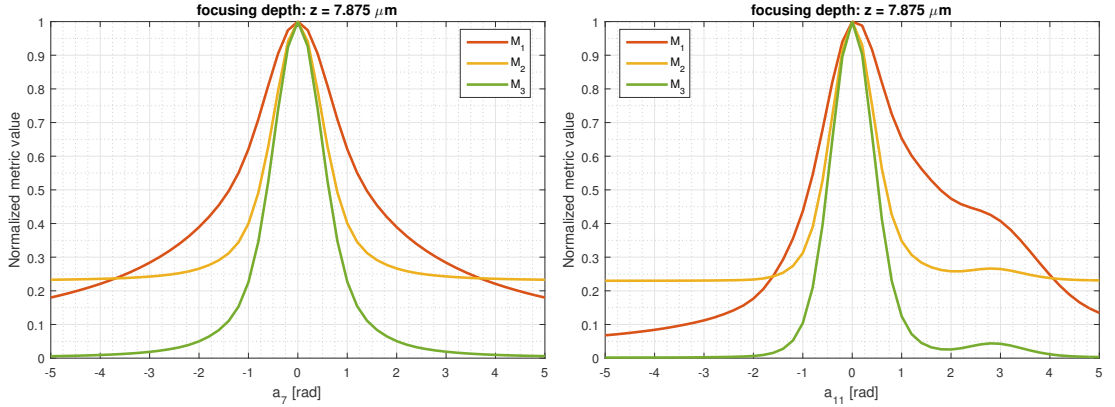 focusing depth: z = 7.875 μm
Normalized metric value
1
0.9
0.8
0.7
0.6
0.5
0.4
0.3
0.2
0.1
0
-5 -4 -3 -2 -1 0 1 2 3 4 5
a7 [rad]
M1
M2
M3
focusing depth: z = 7.875 μm
Normalized metric value
1
0.9
0.8
0.7
0.6
0.5
0.4
0.3
0.2
0.1
0
-5 -4 -3 -2 -1 0 1 2 3 4 5
a11 [rad]
M1
M2
M3